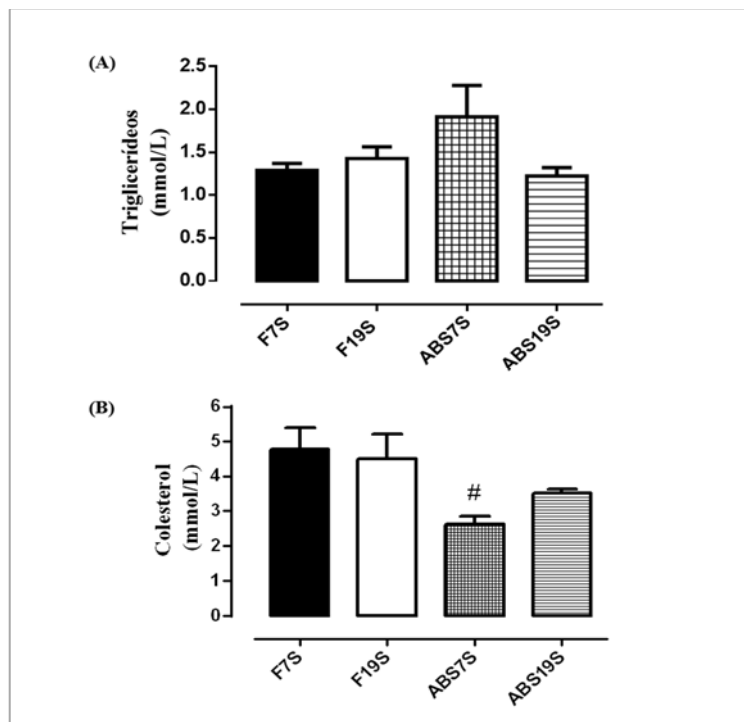 (A)
Triglicerídeos
(mmol/L)
2.5
2.0
1.5
1.0
0.5
0.0
F7S
F19S
ABS7S
ABS19S
(B)
Colesterol
(mmol/L)
6
5
4
3
2
1
0
#
F7S
F19S
ABS7S
ABS19S